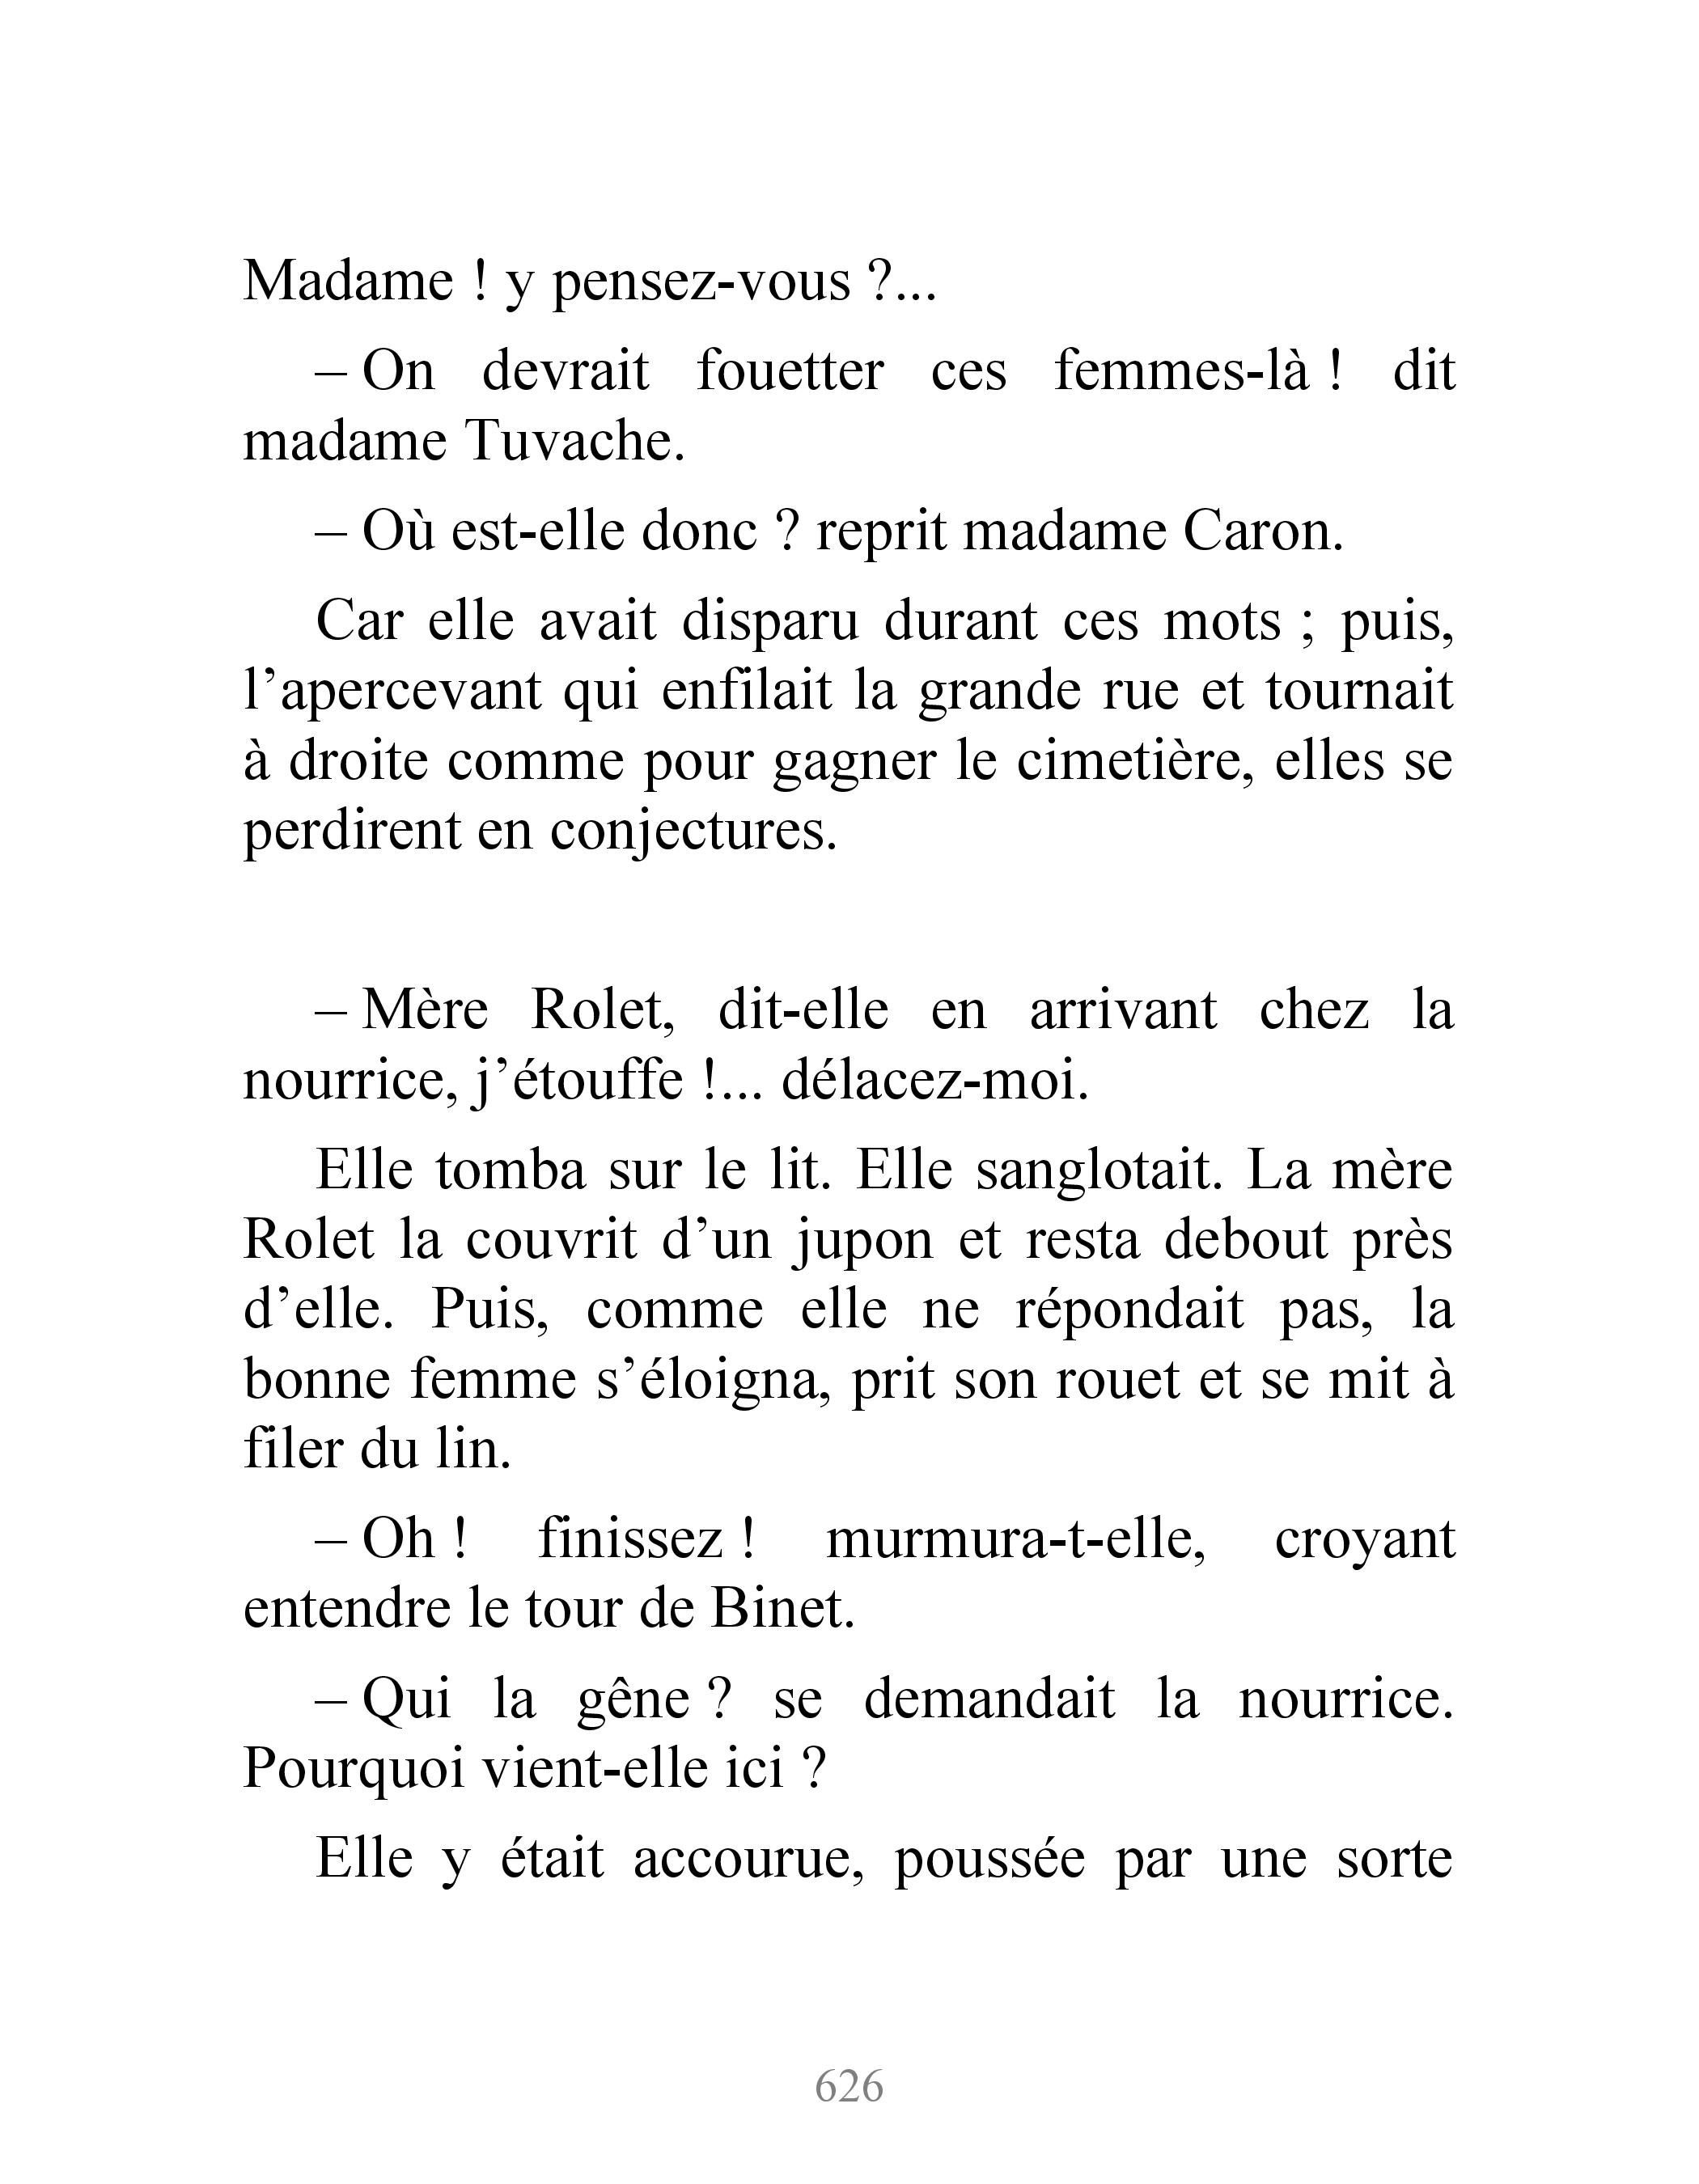 Madame ! y pensez-vous ?...
– On devrait fouetter ces femmes-là ! dit
madame Tuvache.
– Où est-elle donc ? reprit madame Caron.
Car elle avait disparu durant ces mots ; puis,
l’apercevant qui enfilait la grande rue et tournait
à droite comme pour gagner le cimetière, elles se
perdirent en conjectures.
– Mère Rolet, dit-elle en arrivant chez la
nourrice, j’étouffe !... délacez-moi.
Elle tomba sur le lit. Elle sanglotait. La mère
Rolet la couvrit d’un jupon et resta debout près
d’elle. Puis, comme elle ne répondait pas, la
bonne femme s’éloigna, prit son rouet et se mit à
filer du lin.
– Oh ! finissez ! murmura-t-elle, croyant
entendre le tour de Binet.
– Qui la gêne ? se demandait la nourrice.
Pourquoi vient-elle ici ?
Elle y était accourue, poussée par une sorte
626